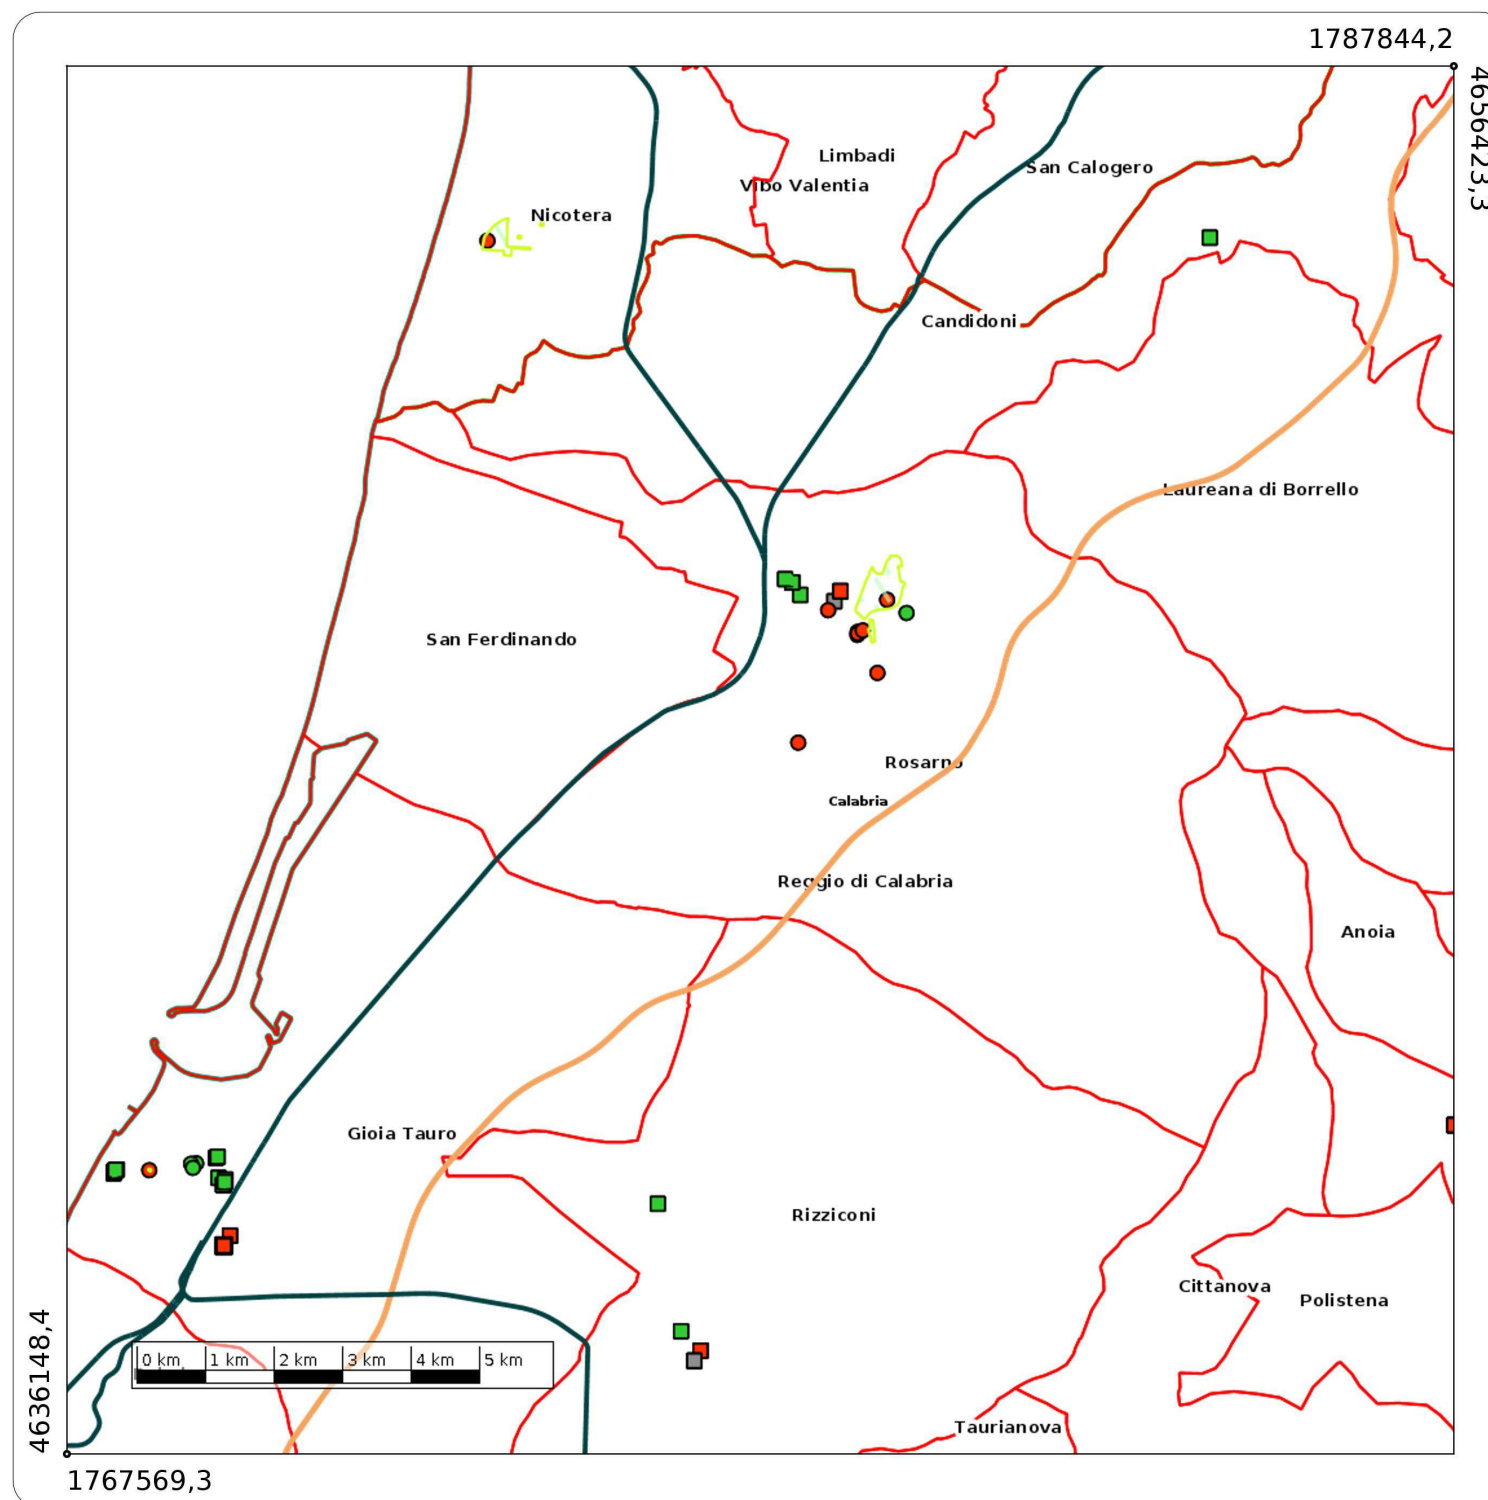 1787844,2
4656423,3
Limbadi
San Calogero
Vibo Valentia
Nicotera
Candidoni
Laureana di Borrello
San Ferdinando
Rosarno
Calabria
Reggio di Calabria
Anoia
Gioia Tauro
Rizziconi
Cittanova
Polistena
0 km 1 km 2 km 3 km 4 km 5 km
Taurianova
4636148,4
1767569,3